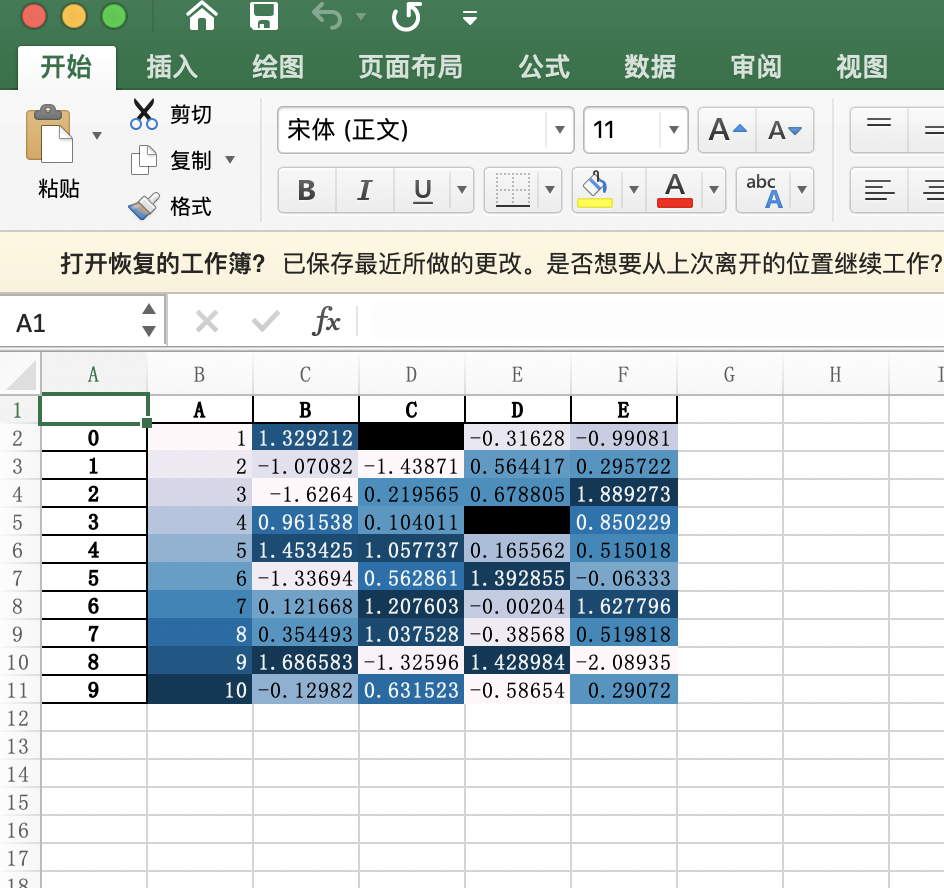 开始 插入 绘图 页面布局 公式 数据 审阅 视图
粘贴 剪切 复制 格式
宋体 (正文) 11 A A
B I U A abc A
打开恢复的工作簿? 已保存最近所做的更改。是否想要从上次离开的位置继续工作?
A1 fx
A B C D E F G H
1 A B C D E
2 0 1 1.329212 -0.31628 -0.99081
3 1 2 -1.07082 -1.43871 0.564417 0.295722
4 2 3 -1.6264 0.219565 0.678805 1.889273
5 3 4 0.961538 0.104011 0.850229
6 4 5 1.453425 1.057737 0.165562 0.515018
7 5 6 -1.33694 0.562861 1.392855 -0.06333
8 6 7 0.121668 1.207603 -0.00204 1.627796
9 7 8 0.354493 1.037528 -0.38568 0.519818
10 8 9 1.686583 -1.32596 1.428984 -2.08935
11 9 10 -0.12982 0.631523 -0.58654 0.29072
12
13
14
15
16
17
18